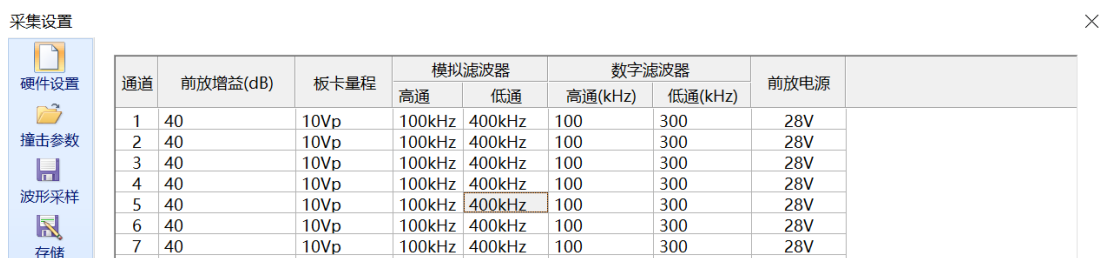 采集设置
硬件设置
撞击参数
波形采样
存储
通道 前放增益(dB) 板卡量程 模拟滤波器 数字滤波器 前放电源
高通 低通 高通(kHz) 低通(kHz)
1 40 10Vp 100kHz 400kHz 100 300 28V
2 40 10Vp 100kHz 400kHz 100 300 28V
3 40 10Vp 100kHz 400kHz 100 300 28V
4 40 10Vp 100kHz 400kHz 100 300 28V
5 40 10Vp 100kHz 400kHz 100 300 28V
6 40 10Vp 100kHz 400kHz 100 300 28V
7 40 10Vp 100kHz 400kHz 100 300 28V